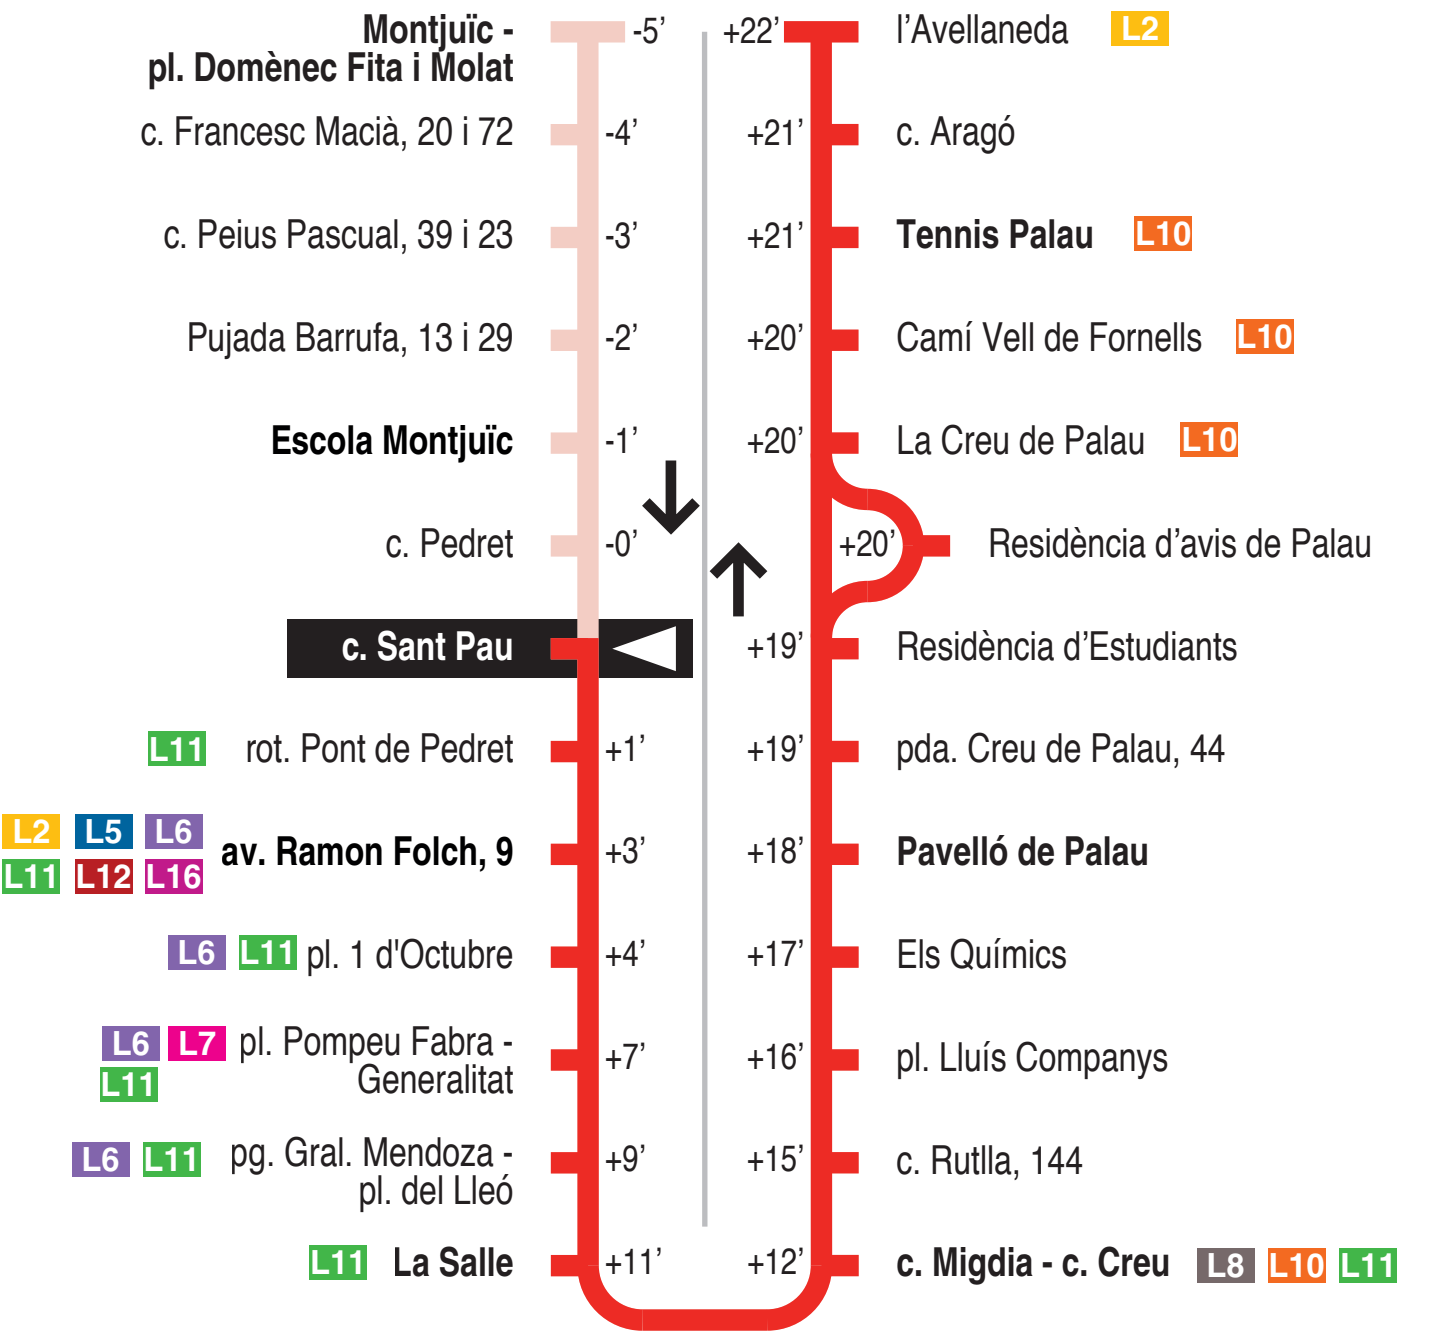 Montjuïc -
pl. Domènec Fita i Molat
-5’
c. Francesc Macià, 20 i 72
-4’
c. Peius Pascual, 39 i 23
-3’
Pujada Barrufa, 13 i 29
-2’
Escola Montjuïc
-1’
c. Pedret
-0’
c. Sant Pau
L11 rot. Pont de Pedret
+1’
L2 L5 L6
L11 L12 L16
av. Ramon Folch, 9
+3’
L6 L11 pl. 1 d'Octubre
+4’
L6 L7 pl. Pompeu Fabra -
L11 Generalitat
+7’
L6 L11 pg. Gral. Mendoza -
pl. del Lleó
+9’
L11 La Salle
+11’
+22’
l’Avellaneda L2
+21’
c. Aragó
+21’
Tennis Palau L10
+20’
Camí Vell de Fornells L10
+20’
La Creu de Palau L10
+20’
Residència d’avis de Palau
+19’
Residència d’Estudiants
+19’
pda. Creu de Palau, 44
+18’
Pavelló de Palau
+17’
Els Químics
+16’
pl. Lluís Companys
+15’
c. Rutlla, 144
+12’
c. Migdia - c. Creu L8 L10 L11